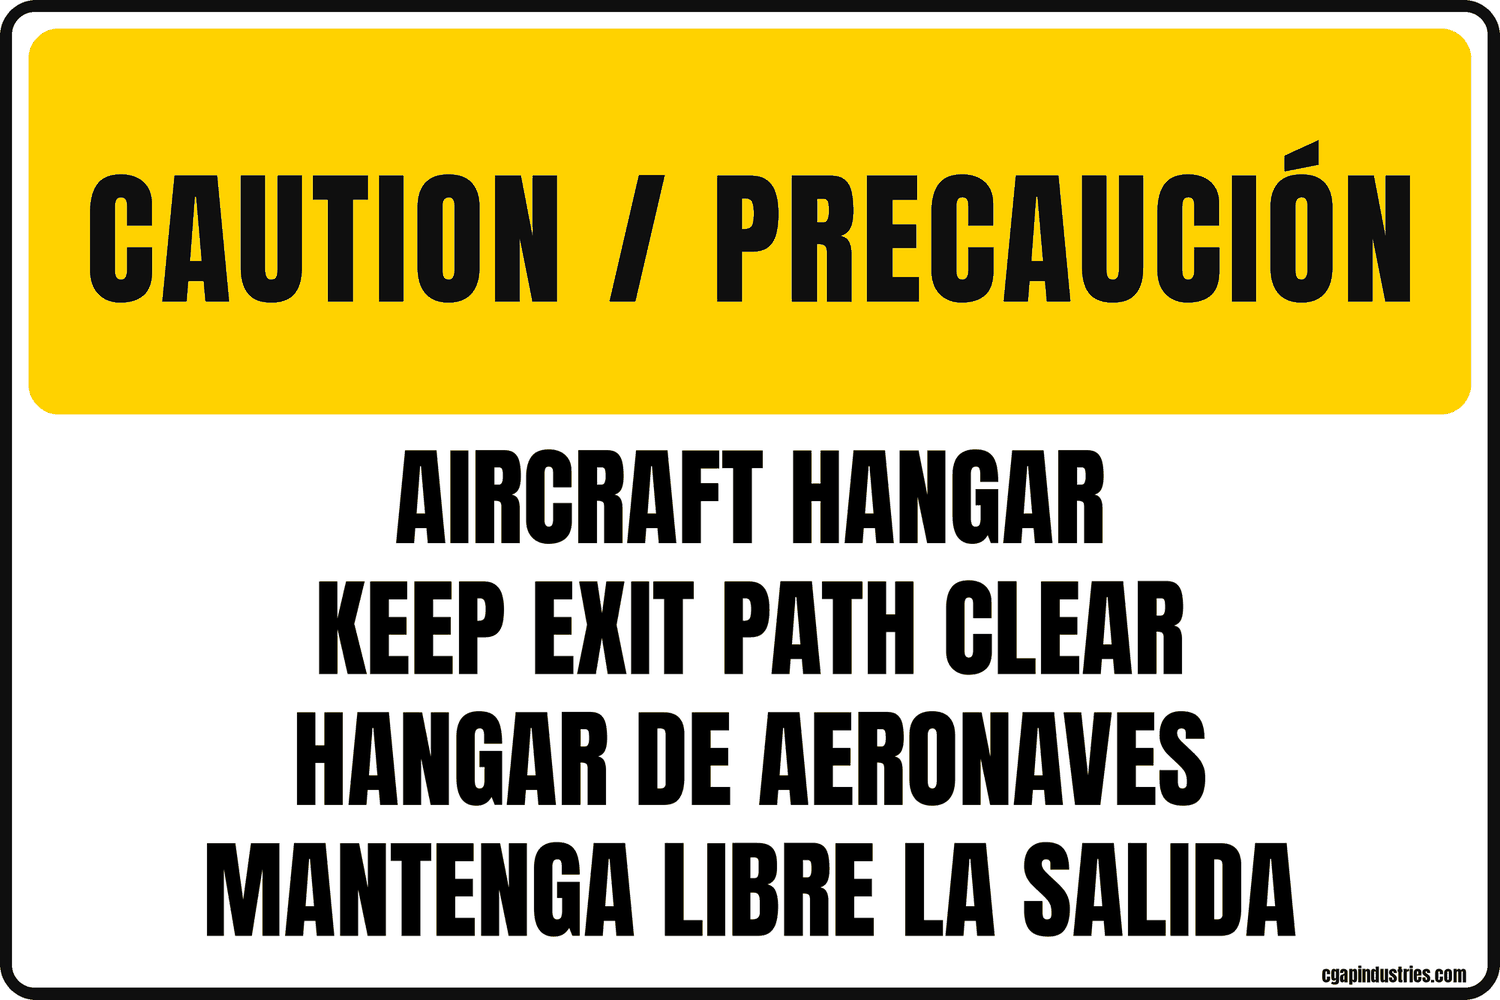 CAUTION / PRECAUCIÓN
AIRCRAFT HANGAR
KEEP EXIT PATH CLEAR
HANGAR DE AERONAVES
MANTENGA LIBRE LA SALIDA
cgapindustries.com